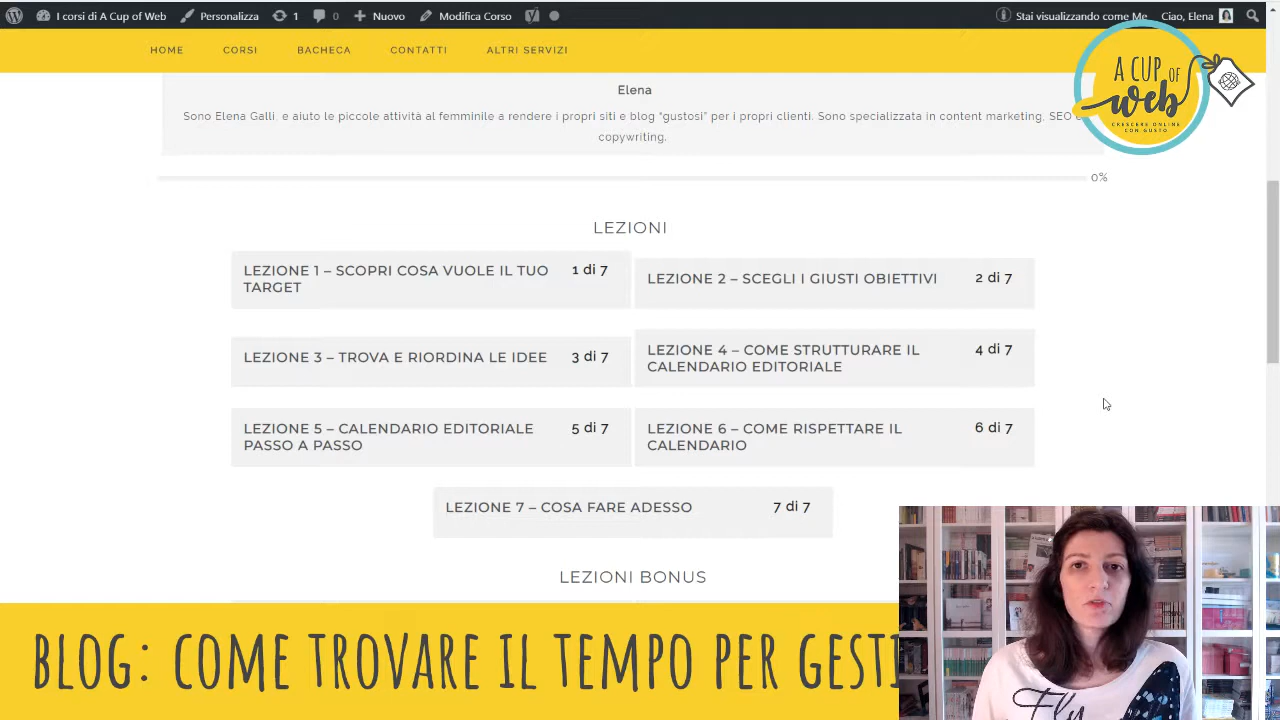 I corsi di A Cup of Web
Personalizza
1
0
Nuovo
Modifica Corso
Stai visualizzando come Me
Ciao, Elena
HOME
CORSI
BACHECA
CONTATTI
ALTRI SERVIZI
A CUP OF
web
CRESCERE ONLINE
CON GUSTO
Elena
Sono Elena Galli, e aiuto le piccole attività al femminile a rendere i propri siti e blog "gustosi" per i propri clienti. Sono specializzata in content marketing, SEO
copywriting.
0%
LEZIONI
LEZIONE 1 – SCOPRI COSA VUOLE IL TUO
TARGET
1 di 7
LEZIONE 2 – SCEGLI I GIUSTI OBIETTIVI
2 di 7
LEZIONE 3 – TROVA E RIORDINA LE IDEE
3 di 7
LEZIONE 4 – COME STRUTTURARE IL
CALENDARIO EDITORIALE
4 di 7
LEZIONE 5 – CALENDARIO EDITORIALE
PASSO A PASSO
5 di 7
LEZIONE 6 – COME RISPETTARE IL
CALENDARIO
6 di 7
LEZIONE 7 – COSA FARE ADESSO
7 di 7
LEZIONI BONUS
BLOG: COME TROVARE IL TEMPO PER GESTI